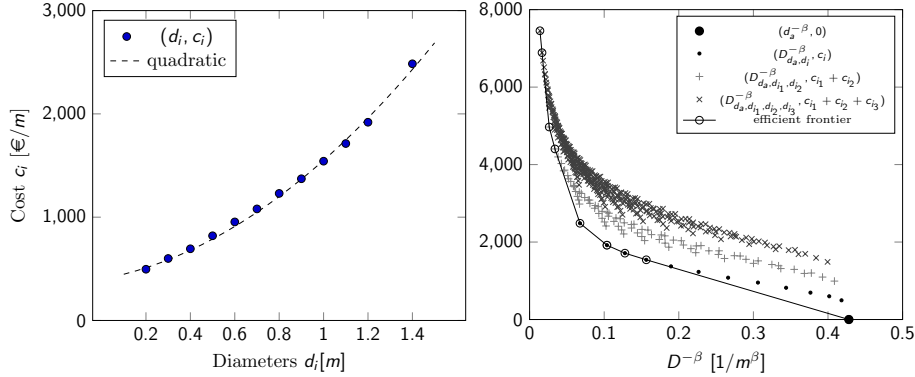 3,000
2,000
1,000
0
0.2 0.4 0.6 0.8 1 1.2 1.4
Cost c_i [€/m]
Diameters d_i[m]
(d_i, c_i)
quadratic
8,000
6,000
4,000
2,000
0
0 0.1 0.2 0.3 0.4 0.5
D^{-β} [1/m^β]
(d_a^{-β}, 0)
(D_{d_a,d_i}^{-β}, c_i)
(D_{d_a,d_{i_1},d_{i_2}}^{-β}, c_{i_1} + c_{i_2})
(D_{d_a,d_{i_1},d_{i_2},d_{i_3}}^{-β}, c_{i_1} + c_{i_2} + c_{i_3})
efficient frontier